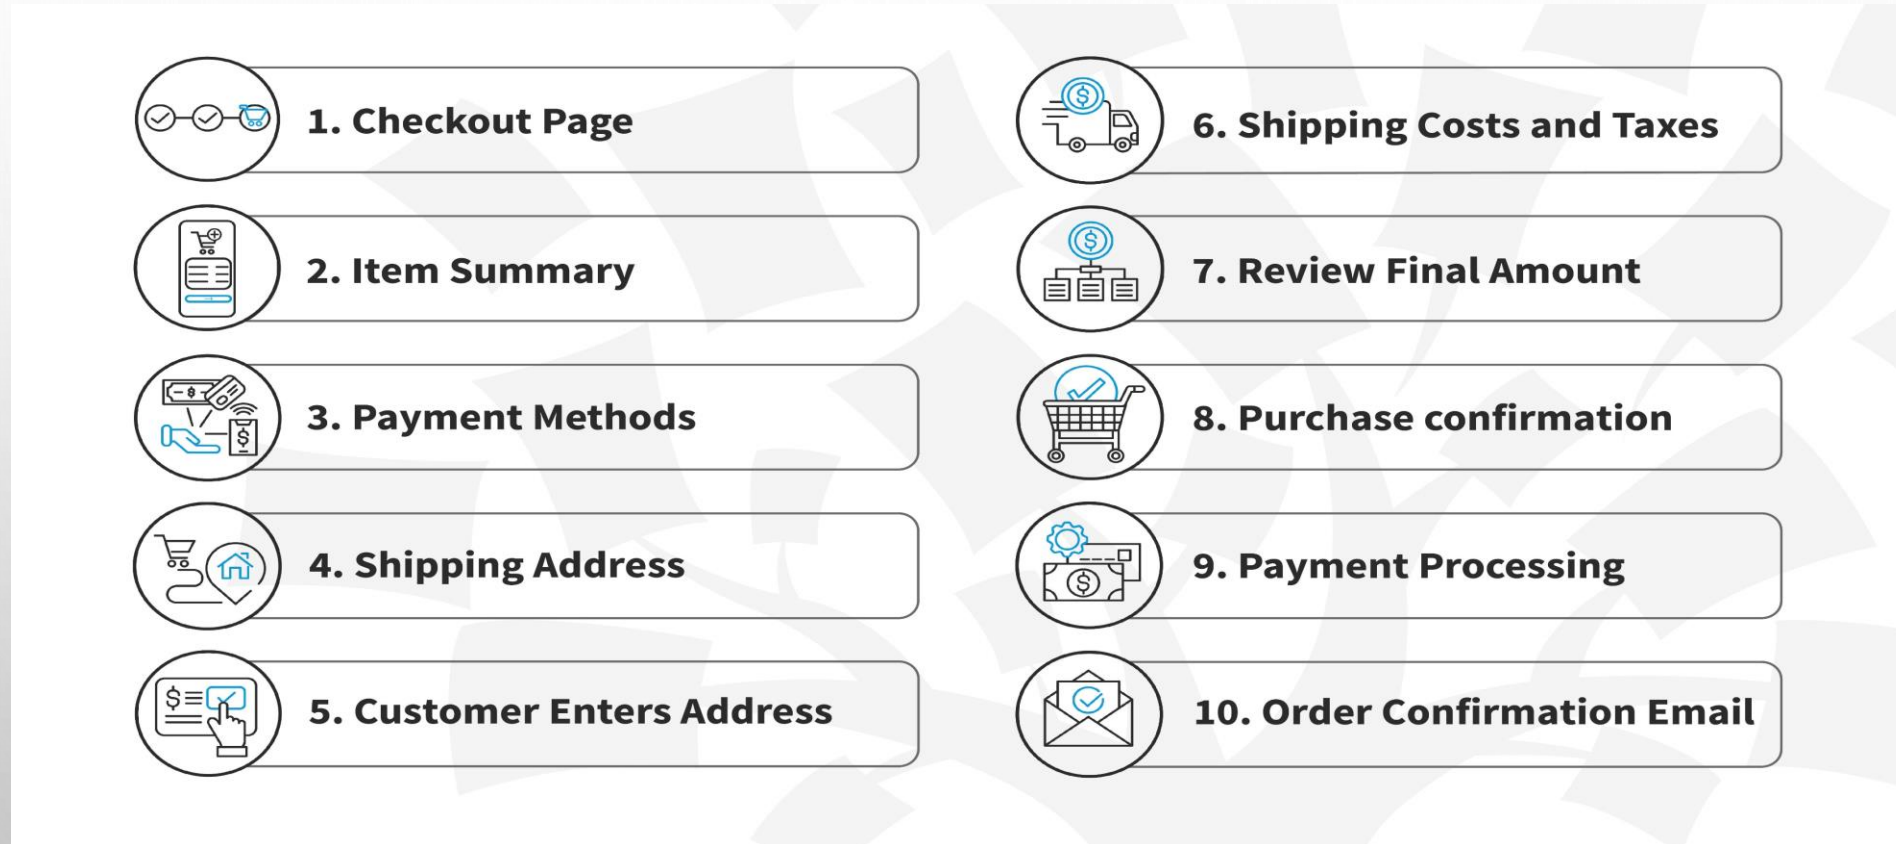 1. Checkout Page
2. Item Summary
3. Payment Methods
4. Shipping Address
5. Customer Enters Address
6. Shipping Costs and Taxes
7. Review Final Amount
8. Purchase confirmation
9. Payment Processing
10. Order Confirmation Email